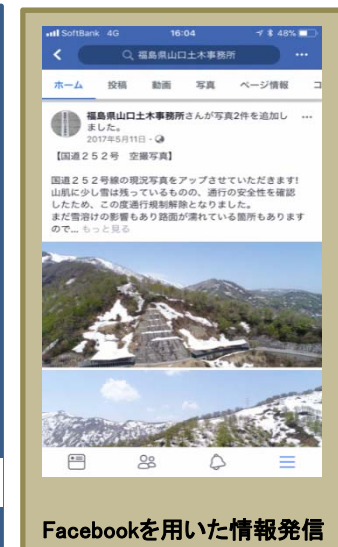 SoftBank 4G 16:04 48%
福島県山口土木事務所
ホーム 投稿 動画 写真 ページ情報 コ
福島県山口土木事務所さんが写真2件を追加し
ました。
2017年5月11日
【国道２５２号 空撮写真】
国道２５２号線の現況写真をアップさせていただきます!
山肌に少し雪は残っているものの、通行の安全性を確認
したため、この度通行規制解除となりました。
まだ雪溶けの影響もあり路面が濡れている箇所もあります
ので... もっと見る
Facebookを用いた情報発信